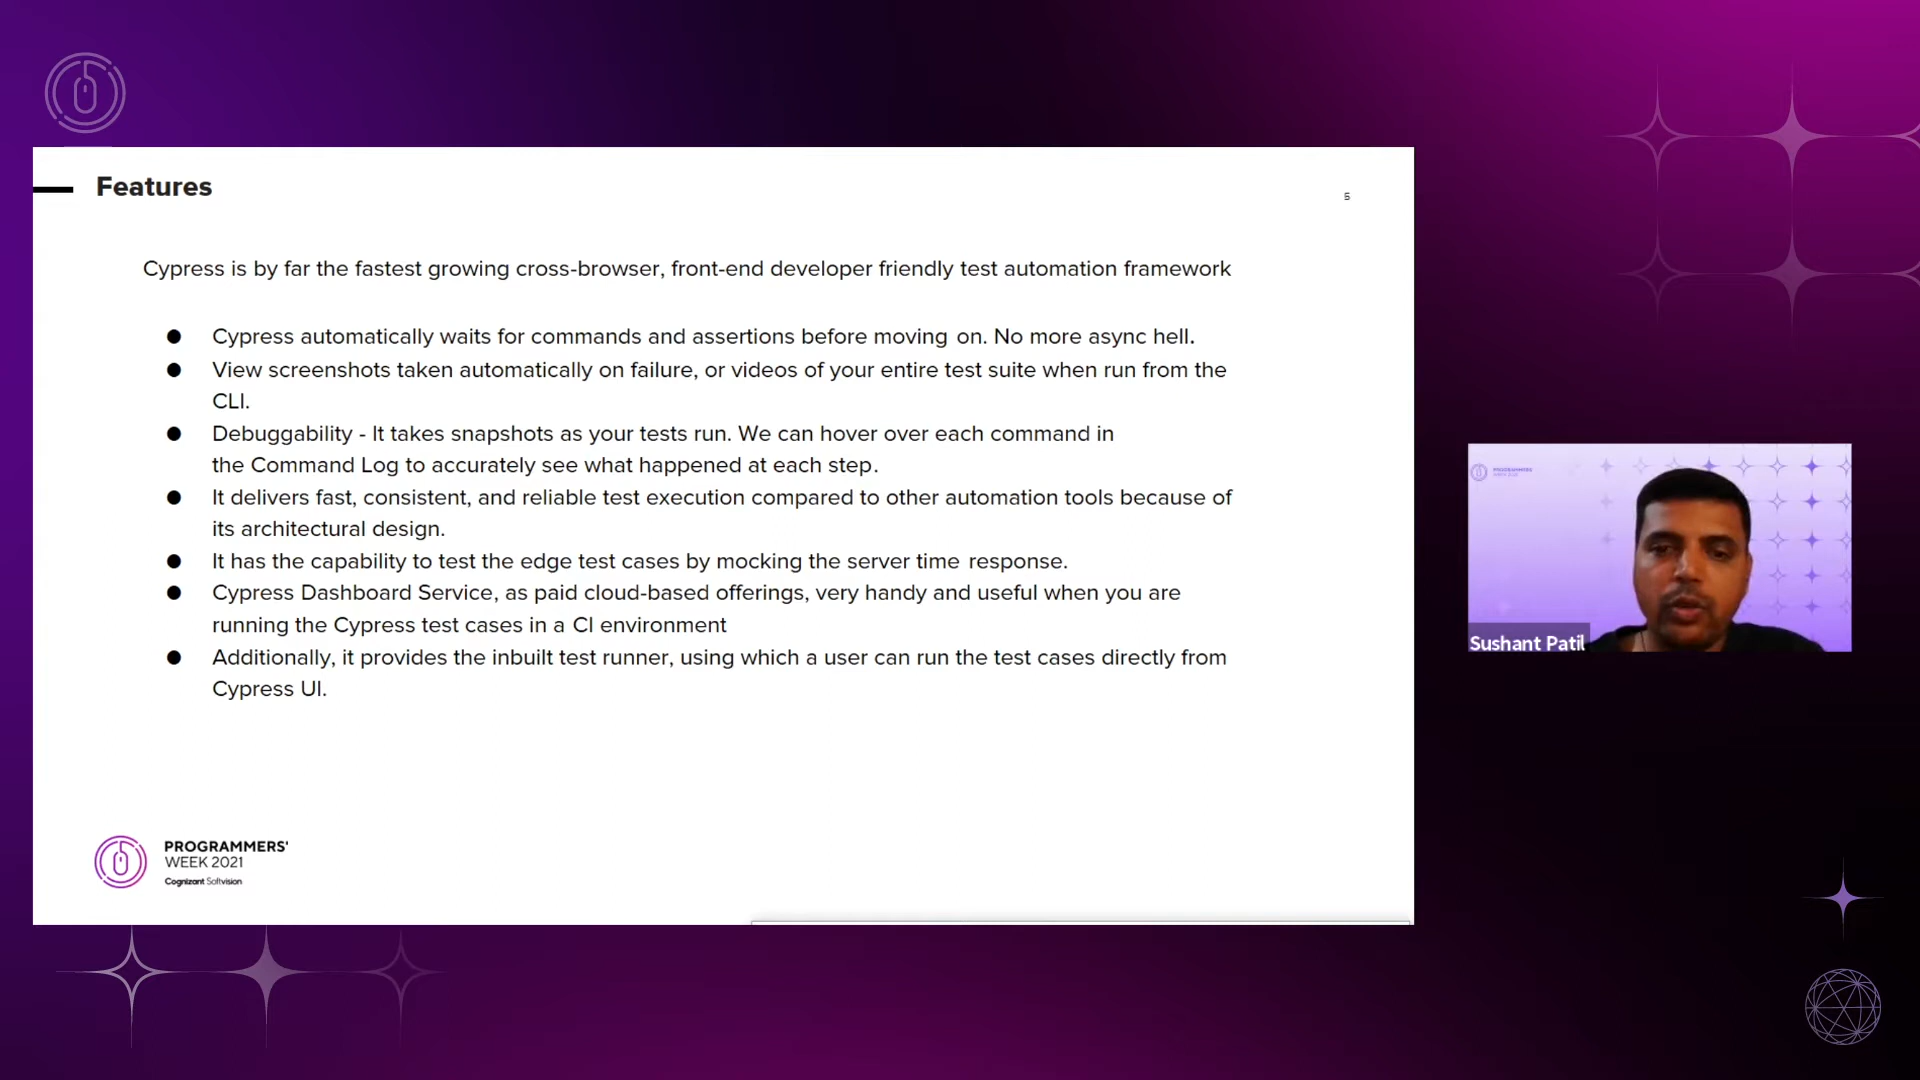 Features
5
Cypress is by far the fastest growing cross-browser, front-end developer friendly test automation framework
● Cypress automatically waits for commands and assertions before moving on. No more async hell.
● View screenshots taken automatically on failure, or videos of your entire test suite when run from the
CLI.
● Debuggability - It takes snapshots as your tests run. We can hover over each command in
the Command Log to accurately see what happened at each step.
● It delivers fast, consistent, and reliable test execution compared to other automation tools because of
its architectural design.
● It has the capability to test the edge test cases by mocking the server time response.
● Cypress Dashboard Service, as paid cloud-based offerings, very handy and useful when you are
running the Cypress test cases in a CI environment
● Additionally, it provides the inbuilt test runner, using which a user can run the test cases directly from
Cypress UI.
PROGRAMMERS'
WEEK 2021
Cognizant Softvision
PROGRAMMERS
WEEK 2021
Sushant Patil